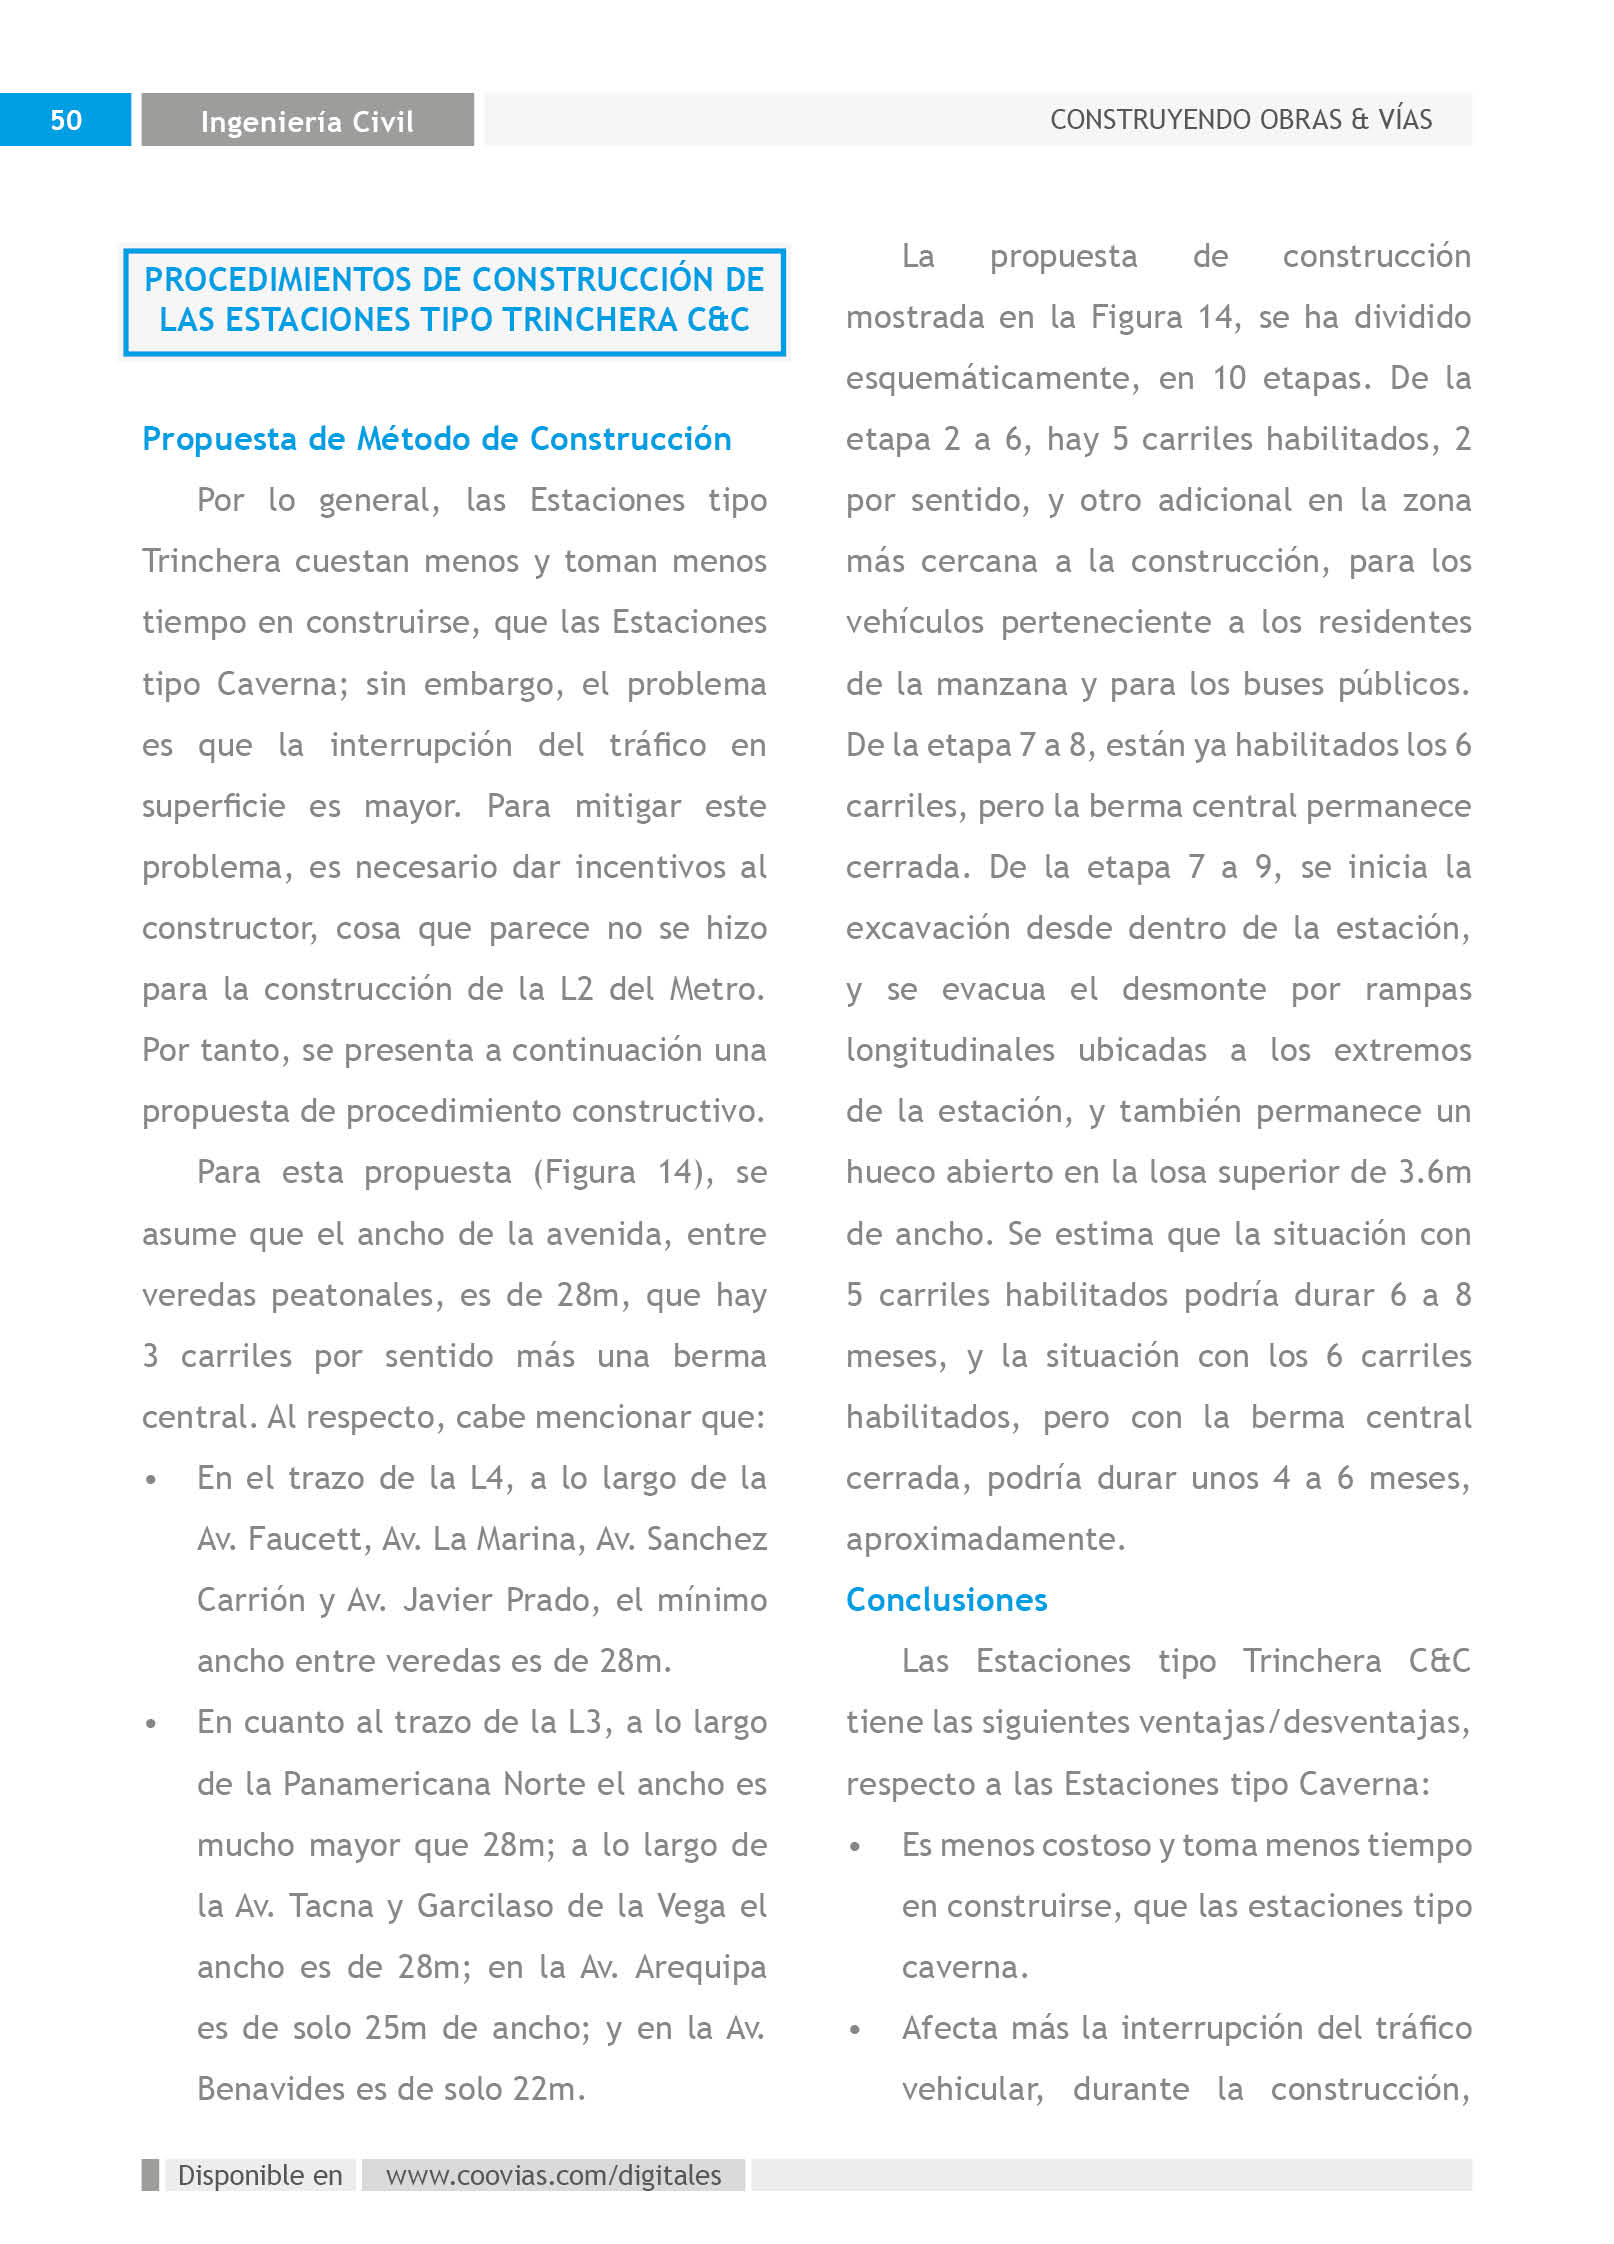 50
Ingeniería Civil
CONSTRUYENDO OBRAS & VÍAS
PROCEDIMIENTOS DE CONSTRUCCIÓN DE
LAS ESTACIONES TIPO TRINCHERA C&C
Propuesta de Método de Construcción
Por lo general, las Estaciones tipo
Trinchera cuestan menos y toman menos
tiempo en construirse, que las Estaciones
tipo Caverna; sin embargo, el problema
es que la interrupción del tráfico en
superficie es mayor. Para mitigar este
problema, es necesario dar incentivos al
constructor, cosa que parece no se hizo
para la construcción de la L2 del Metro.
Por tanto, se presenta a continuación una
propuesta de procedimiento constructivo.
Para esta propuesta (Figura 14), se
asume que el ancho de la avenida, entre
veredas peatonales, es de 28m, que hay
3 carriles por sentido más una berma
central. Al respecto, cabe mencionar que:
• En el trazo de la L4, a lo largo de la
Av. Faucett, Av. La Marina, Av. Sanchez
Carrión y Av. Javier Prado, el mínimo
ancho entre veredas es de 28m.
• En cuanto al trazo de la L3, a lo largo
de la Panamericana Norte el ancho es
mucho mayor que 28m; a lo largo de
la Av. Tacna y Garcilaso de la Vega el
ancho es de 28m; en la Av. Arequipa
es de solo 25m de ancho; y en la Av.
Benavides es de solo 22m.
La propuesta de construcción
mostrada en la Figura 14, se ha dividido
esquemáticamente, en 10 etapas. De la
etapa 2 a 6, hay 5 carriles habilitados, 2
por sentido, y otro adicional en la zona
más cercana a la construcción, para los
vehículos perteneciente a los residentes
de la manzana y para los buses públicos.
De la etapa 7 a 8, están ya habilitados los 6
carriles, pero la berma central permanece
cerrada. De la etapa 7 a 9, se inicia la
excavación desde dentro de la estación,
y se evacua el desmonte por rampas
longitudinales ubicadas a los extremos
de la estación, y también permanece un
hueco abierto en la losa superior de 3.6m
de ancho. Se estima que la situación con
5 carriles habilitados podría durar 6 a 8
meses, y la situación con los 6 carriles
habilitados, pero con la berma central
cerrada, podría durar unos 4 a 6 meses,
aproximadamente.
Conclusiones
Las Estaciones tipo Trinchera C&C
tiene las siguientes ventajas/desventajas,
respecto a las Estaciones tipo Caverna:
• Es menos costoso y toma menos tiempo
en construirse, que las estaciones tipo
caverna.
• Afecta más la interrupción del tráfico
vehicular, durante la construcción,
Disponible en
www.coovias.com/digitales